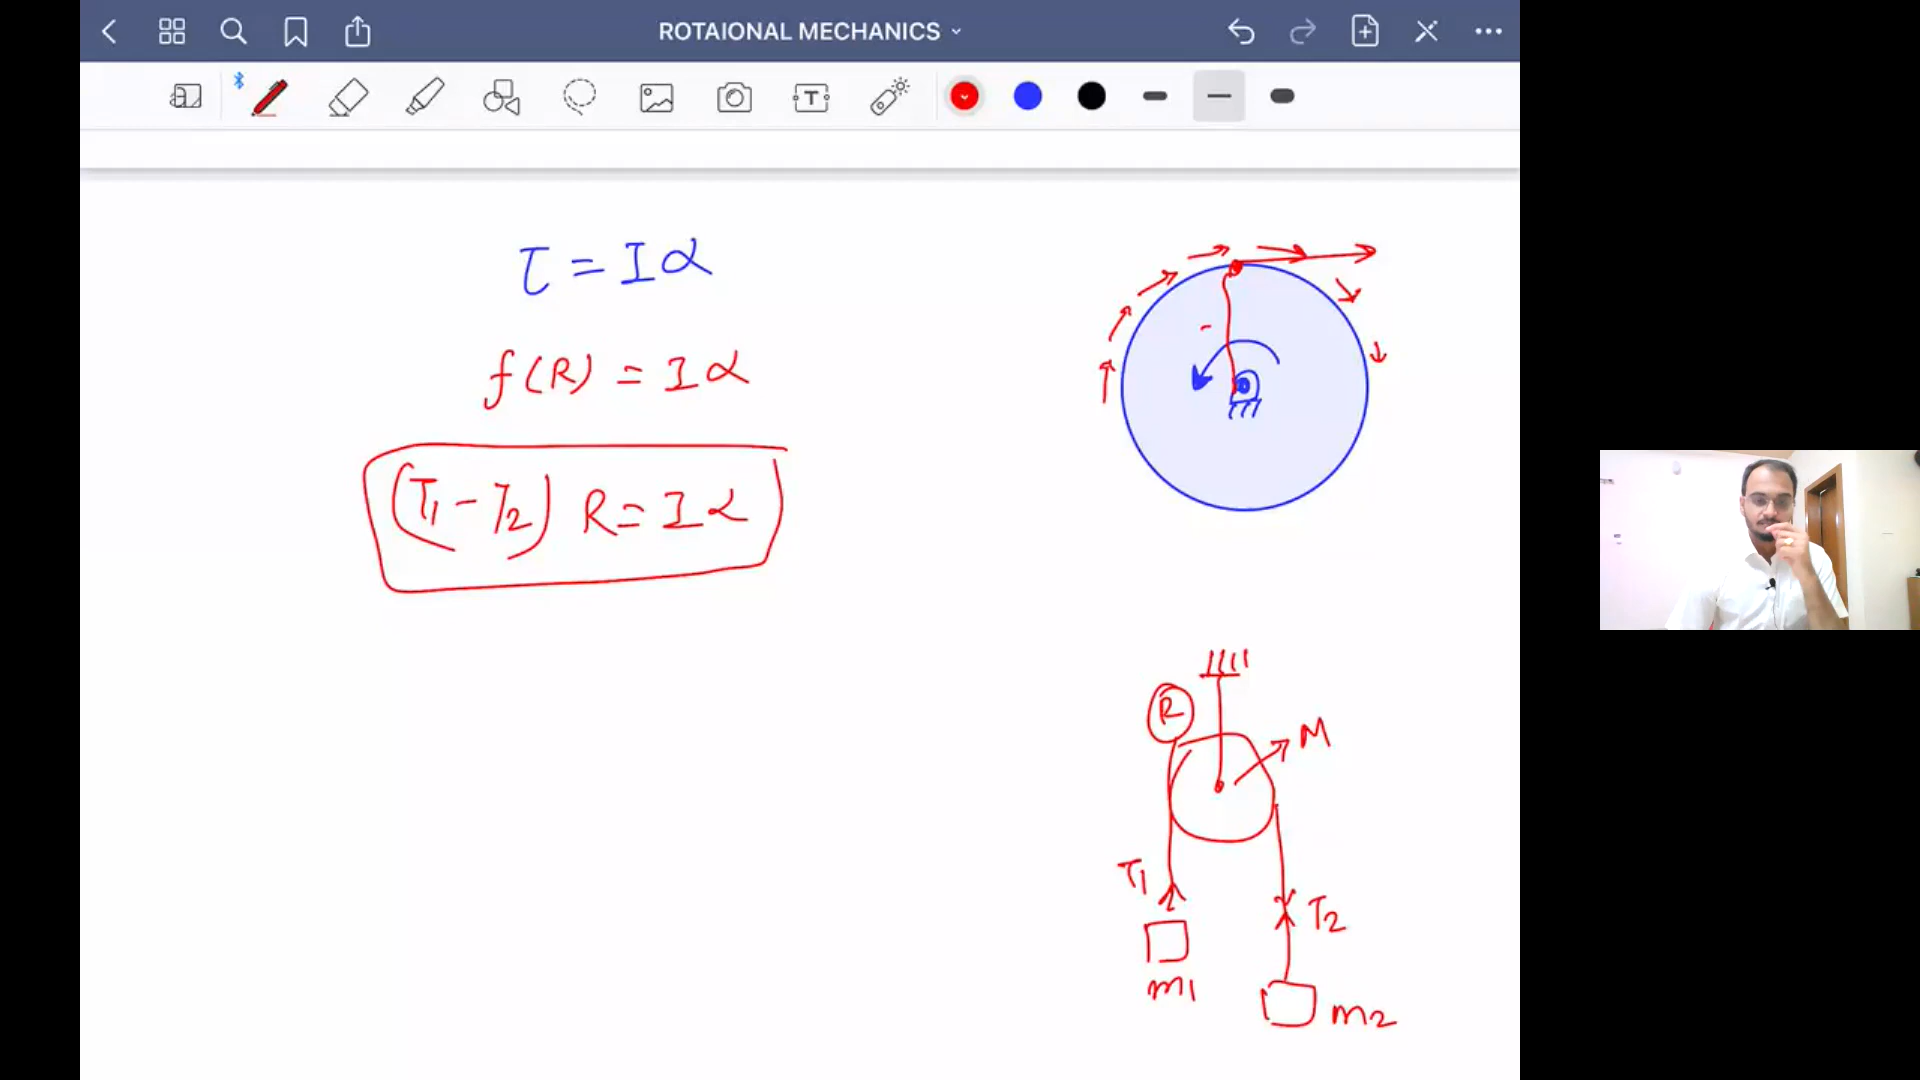 ROTAIONAL MECHANICS
T
τ = Iα
f(R) = Iα
(T1 - T2) R = Iα
R
M
T1
T2
m1
m2